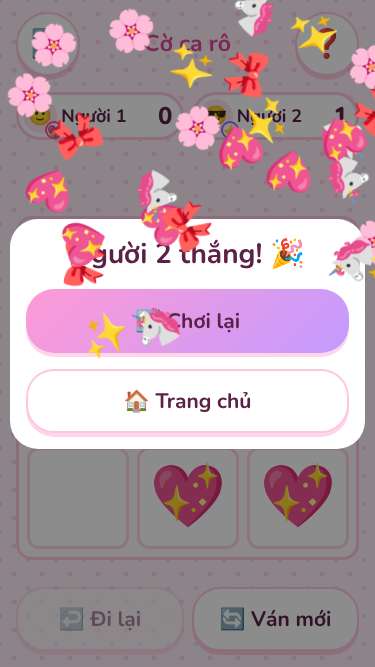 Cờ ca rô
Người 1 0
Người 2 1
gười 2 thắng!
Chơi lại
Trang chủ
Đi lại
Ván mới